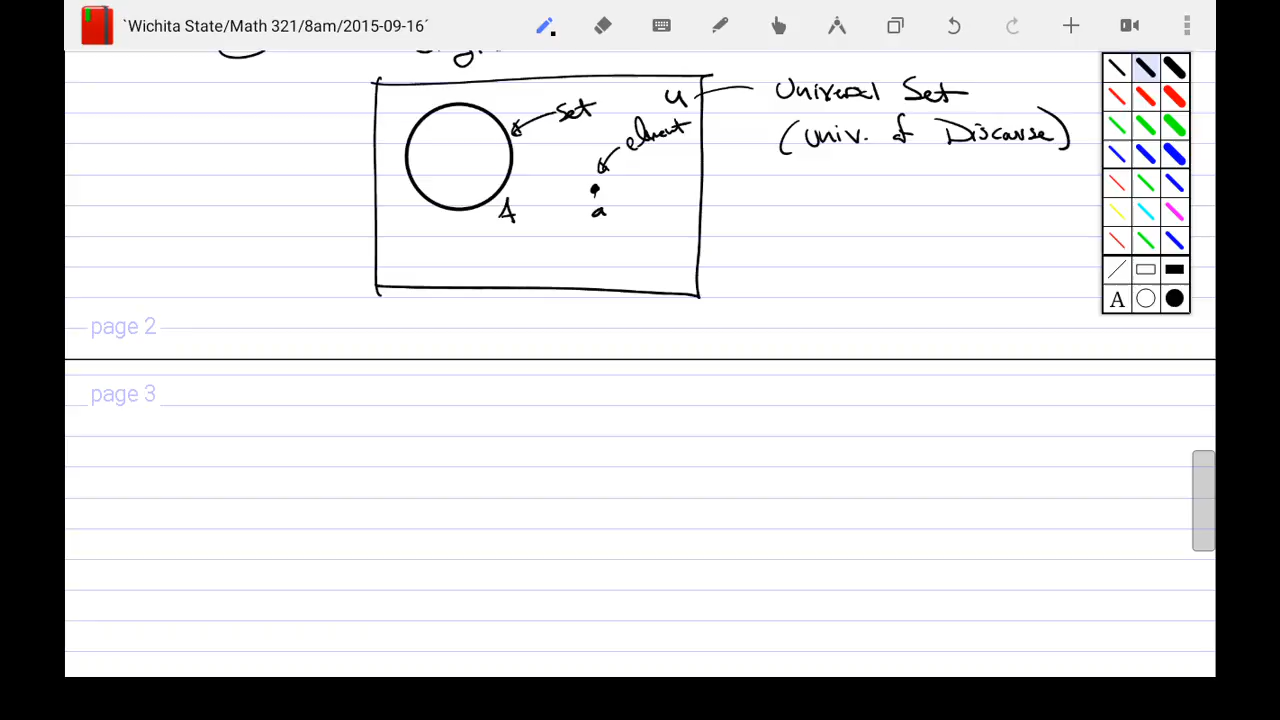 `Wichita State/Math 321/8am/2015-09-16´
U
Universal Set
set
element
(Univ. of Discourse)
A
a
page 2
page 3
A